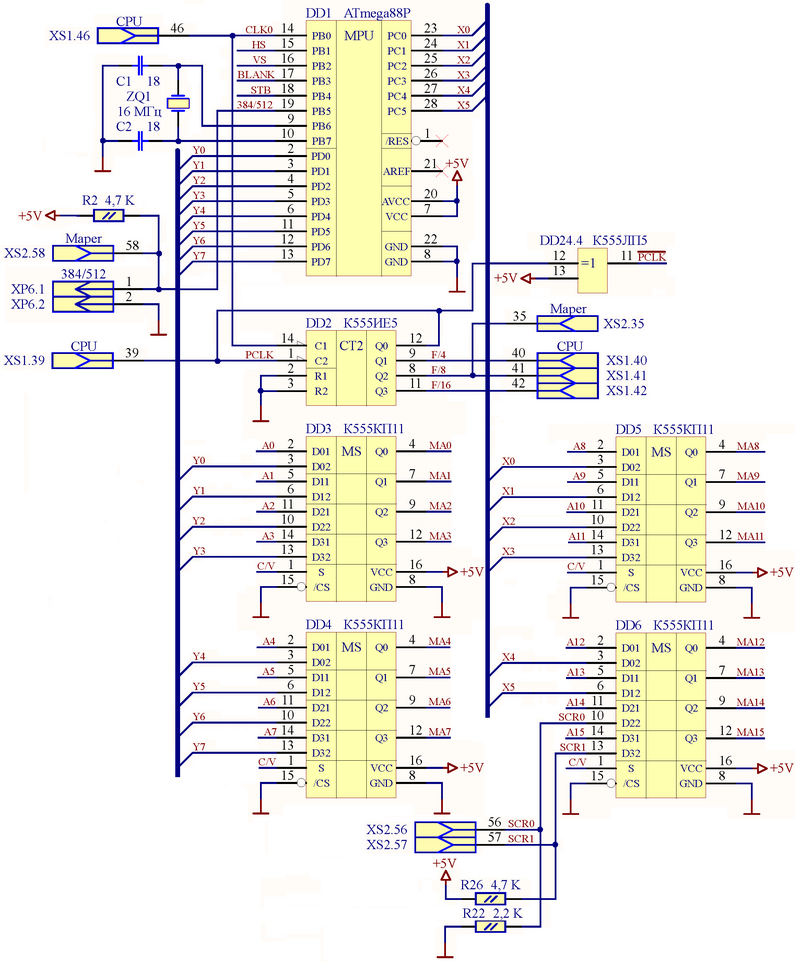 DD1 ATmega88P
CPU
XS1.46 46 CLK0 14 PB0 MPU PC0 23 X0
HS 15 PB1 PC1 24 X1
VS 16 PB2 PC2 25 X2
BLANK 17 PB3 PC3 26 X3
STB 18 PB4 PC4 27 X4
384/512 19 PB5 PC5 28 X5
C1 18
ZQ1
16 МГц
C2 18
9 PB6
10 PB7 /RES 1
Y0 2 PD0
Y1 3 PD1 AREF 21 +5V
Y2 4 PD2
Y3 5 PD3 AVCC 20
Y4 6 PD4 VCC 7
Y5 11 PD5
Y6 12 PD6 GND 22
Y7 13 PD7 GND 8
R2 4,7 K
+5V
Maper
XS2.58 58
384/512
XP6.1 1
XP6.2 2
DD24.4 К555ЛП5
12 =1 11 PCLK
+5V 13
Maper
35 XS2.35
DD2 К555ИЕ5
14 C1 CT2 Q0 12
CPU
XS1.39 39 PCLK 1 C2 Q1 9 F/4 40 XS1.40
2 R1 Q2 8 F/8 41 XS1.41
3 R2 Q3 11 F/16 42 XS1.42
CPU
DD3 К555КП11
A0 2 D01 MS Q0 4 MA0
Y0 3 D02
A1 5 D11 Q1 7 MA1
Y1 6 D12
A2 11 D21 Q2 9 MA2
Y2 10 D22
A3 14 D31 Q3 12 MA3
Y3 13 D32
C/V 1 S VCC 16 +5V
15 /CS GND 8
DD5 К555КП11
A8 2 D01 MS Q0 4 MA8
X0 3 D02
A9 5 D11 Q1 7 MA9
X1 6 D12
A10 11 D21 Q2 9 MA10
X2 10 D22
A11 14 D31 Q3 12 MA11
X3 13 D32
C/V 1 S VCC 16 +5V
15 /CS GND 8
DD4 К555КП11
A4 2 D01 MS Q0 4 MA4
Y4 3 D02
A5 5 D11 Q1 7 MA5
Y5 6 D12
A6 11 D21 Q2 9 MA6
Y6 10 D22
A7 14 D31 Q3 12 MA7
Y7 13 D32
C/V 1 S VCC 16 +5V
15 /CS GND 8
DD6 К555КП11
A12 2 D01 MS Q0 4 MA12
X4 3 D02
A13 5 D11 Q1 7 MA13
X5 6 D12
A14 11 D21 Q2 9 MA14
SCR0 10 D22
A15 14 D31 Q3 12 MA15
SCR1 13 D32
C/V 1 S VCC 16 +5V
15 /CS GND 8
XS2.56 56 SCR0
XS2.57 57 SCR1
+5V
R26 4,7 K
R22 2,2 K